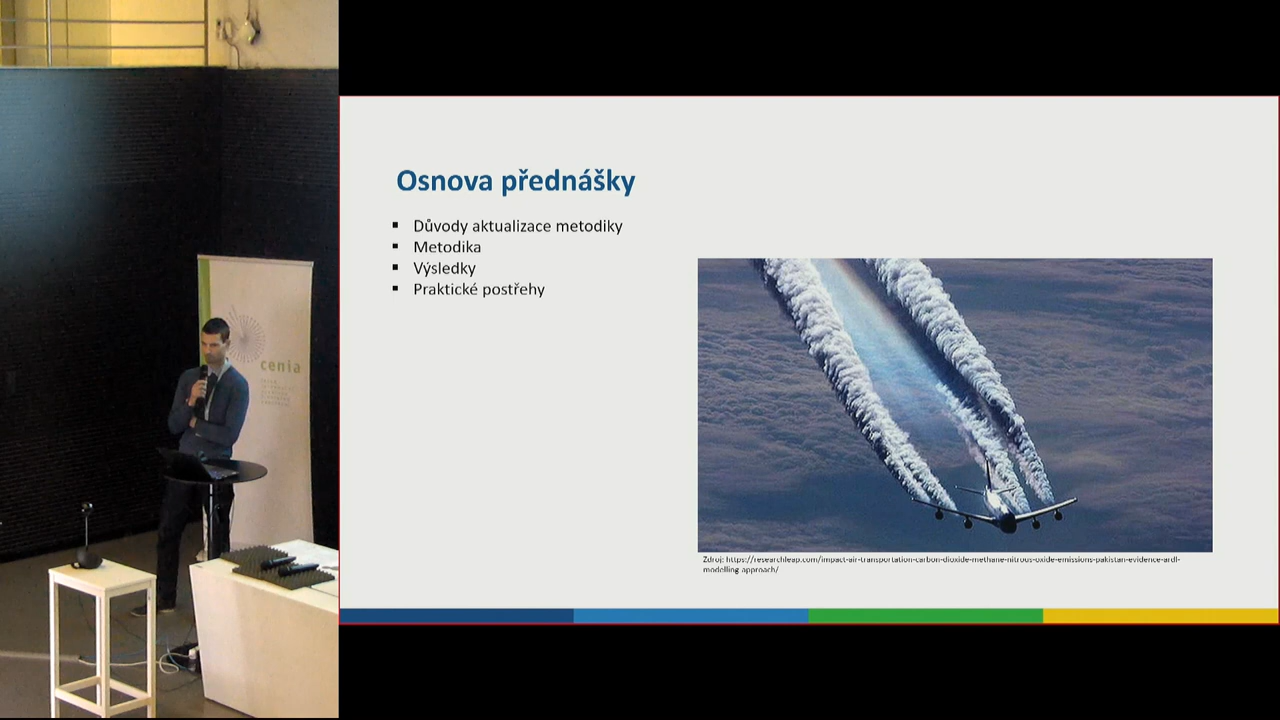 Osnova přednášky
▪ Důvody aktualizace metodiky
▪ Metodika
▪ Výsledky
▪ Praktické postřehy
Zdroj: https://researchleap.com/impact-air-transportation-carbon-dioxide-methane-nitrous-oxide-emissions-pakistan-evidence-ardl-
modelling-approach/
cenia